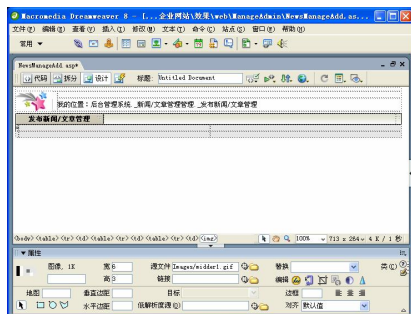 Macromedia Dreamweaver 8 - [...企业网站\效果\web\ManageAdmin\NewsManageAdd.as...
文件(F) 编辑(E) 查看(V) 插入(I) 修改(M) 文本(T) 命令(C) 站点(S) 窗口(W) 帮助(H)
常用
NewsManageAdd.asp*
代码 拆分 设计 标题: Untitled Document
我的位置：后台管理系统 _新闻/文章管理管理 _发布新闻/文章管理
发布新闻/文章管理
<body> <table> <tr> <td> <table> <tr> <td> <table> <tr> <td> <img> 100% 713 x 264 4 K / 1 秒
属性
图像, 1K 宽 6 源文件 Images/midder1.gif 替换 类(C)
高 3 链接 编辑
地图 垂直边距 目标 边框
水平边距 低解析度源(O) 对齐 默认值